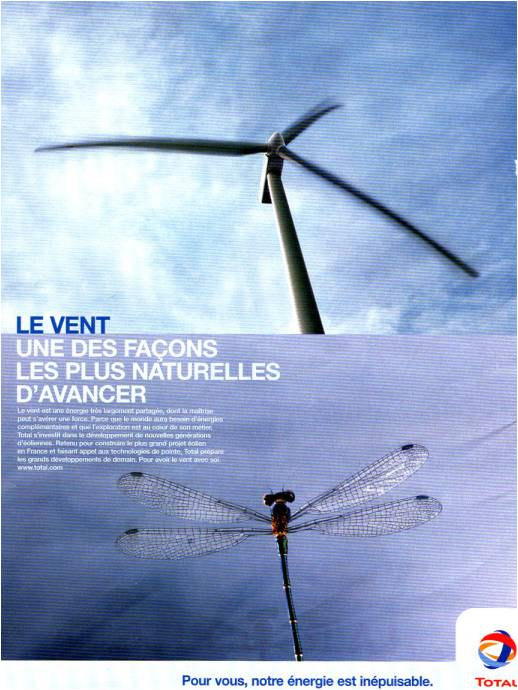 LE VENT
UNE DES FAÇONS
LES PLUS NATURELLES
D'AVANCER
Le vent est une énergie très largement partagée, dont la maîtrise
peut s'avérer une force. Parce que le monde aura besoin d'énergies
complémentaires et que l'exploration est au cœur de son métier,
Total s'investit dans le développement de nouvelles générations
d'éoliennes. Retenu pour construire le plus grand projet éolien
en France et faisant appel aux technologies de pointe, Total prépare
les grands développements de demain. Pour avoir le vent avec soi.
www.total.com
Pour vous, notre énergie est inépuisable.
TOTAL